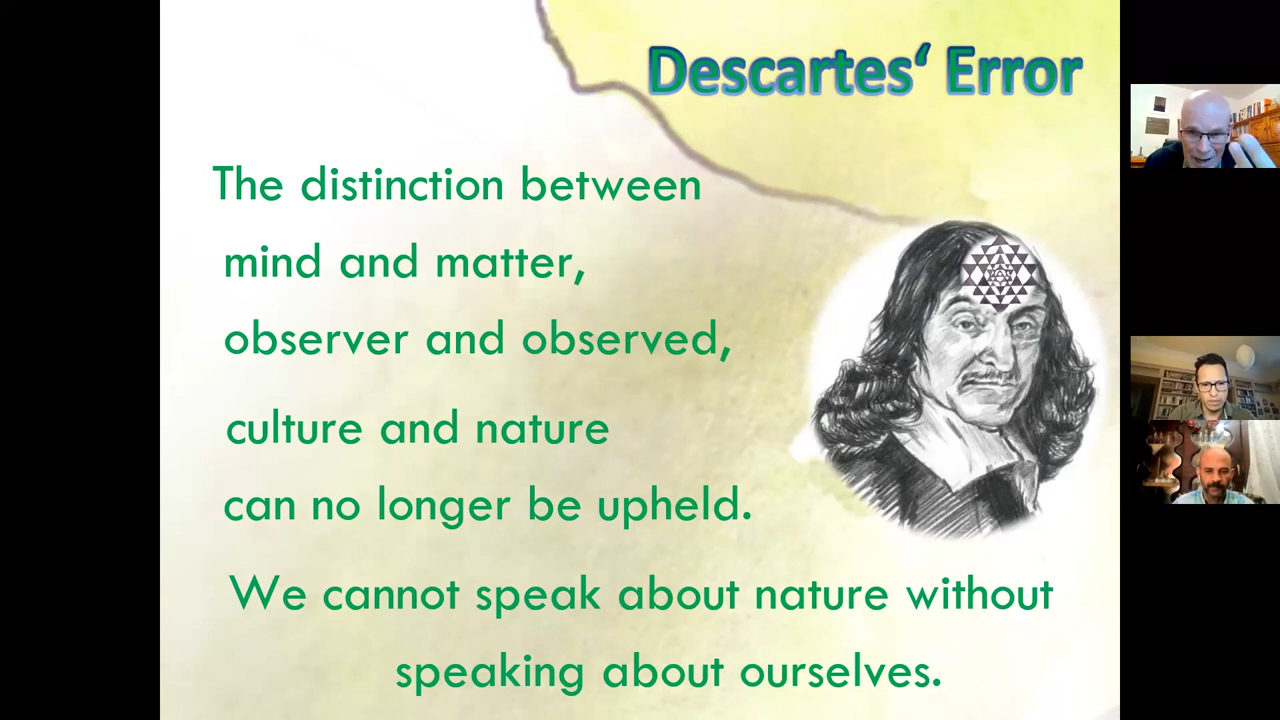 Descartes‘ Error
The distinction between
mind and matter,
observer and observed,
culture and nature
can no longer be upheld.
We cannot speak about nature without
speaking about ourselves.